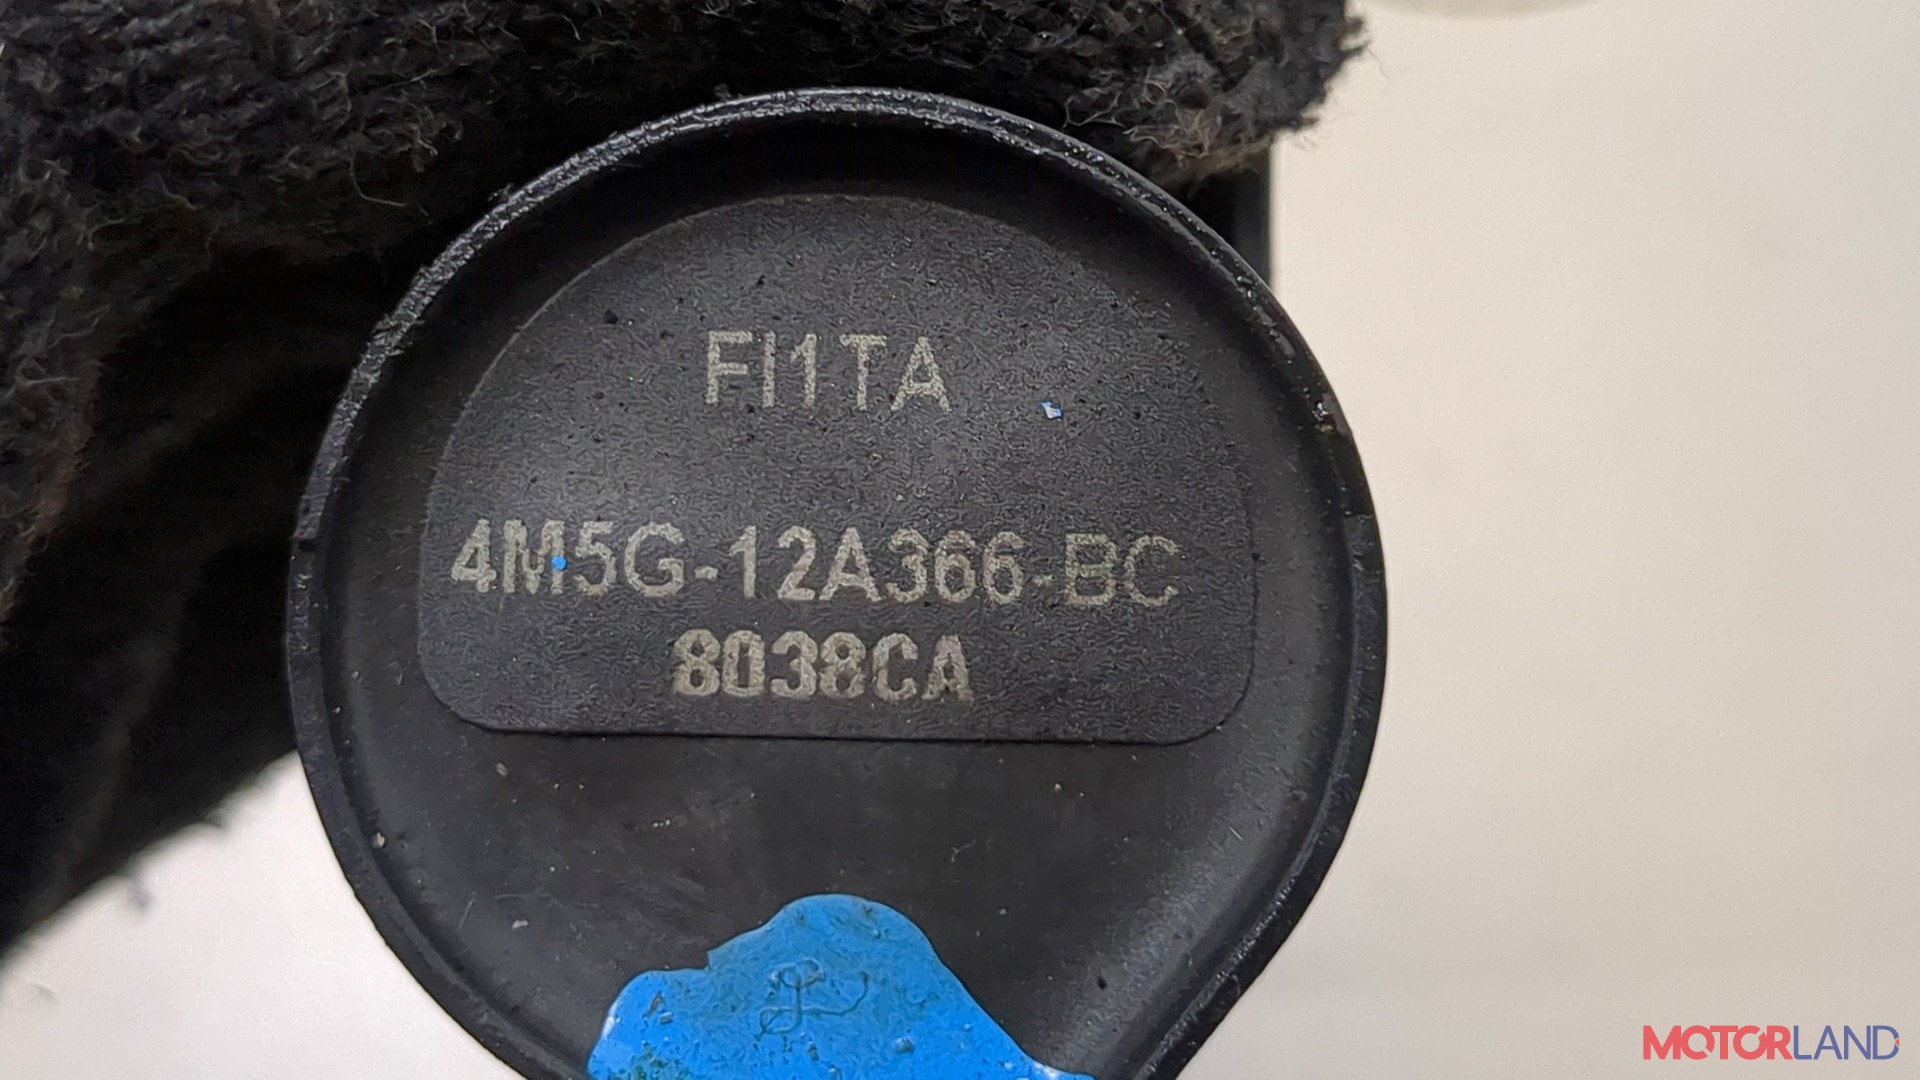 FI1TA
4M5G-12A366-BC
8038CA
MOTORLAND